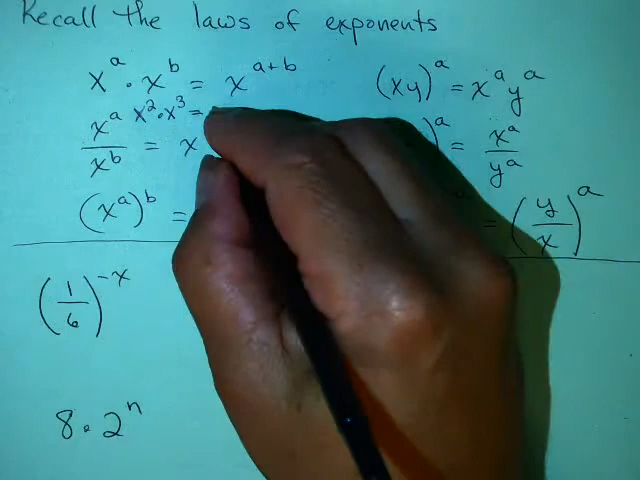 Recall the laws of exponents
x^a · x^b = x^{a+b}
x^2 · x^3 =
x^a / x^b = x
(x^a)^b =
(xy)^a = x^a y^a
)^a = x^a / y^a
= (y/x)^a
(1/6)^{-x}
8 · 2^n